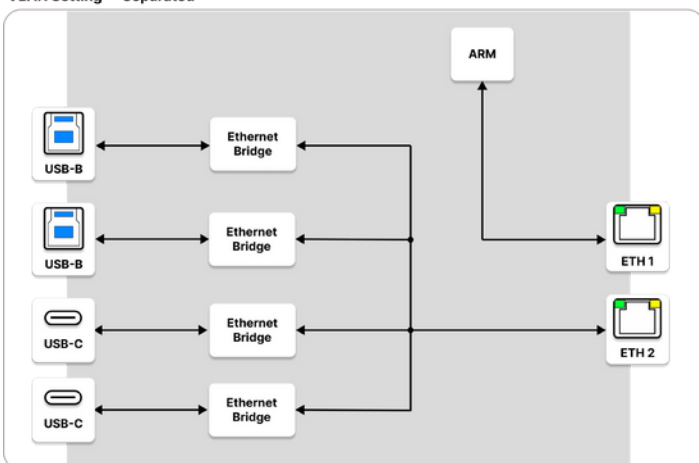 ARM
Ethernet
Bridge
USB-B
Ethernet
Bridge
USB-B
ETH 1
Ethernet
Bridge
USB-C
ETH 2
Ethernet
Bridge
USB-C